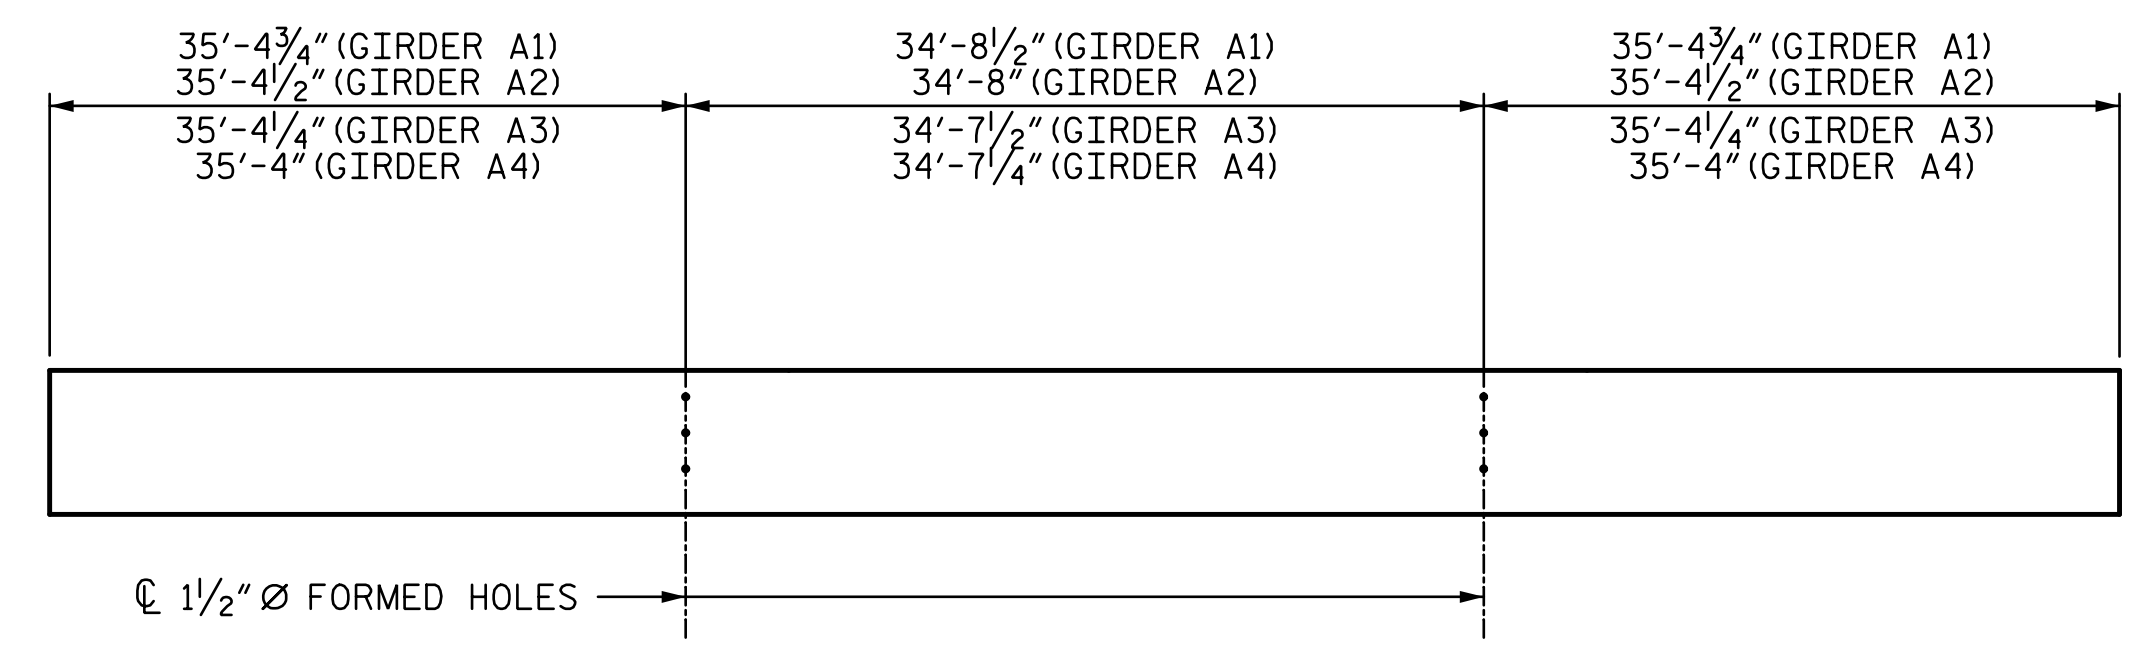 35'-4¾" (GIRDER A1)
35'-4½" (GIRDER A2)
35'-4¼" (GIRDER A3)
35'-4" (GIRDER A4)
34'-8½" (GIRDER A1)
34'-8" (GIRDER A2)
34'-7½" (GIRDER A3)
34'-7¼" (GIRDER A4)
35'-4¾" (GIRDER A1)
35'-4½" (GIRDER A2)
35'-4¼" (GIRDER A3)
35'-4" (GIRDER A4)
℄ 1½" Ø FORMED HOLES